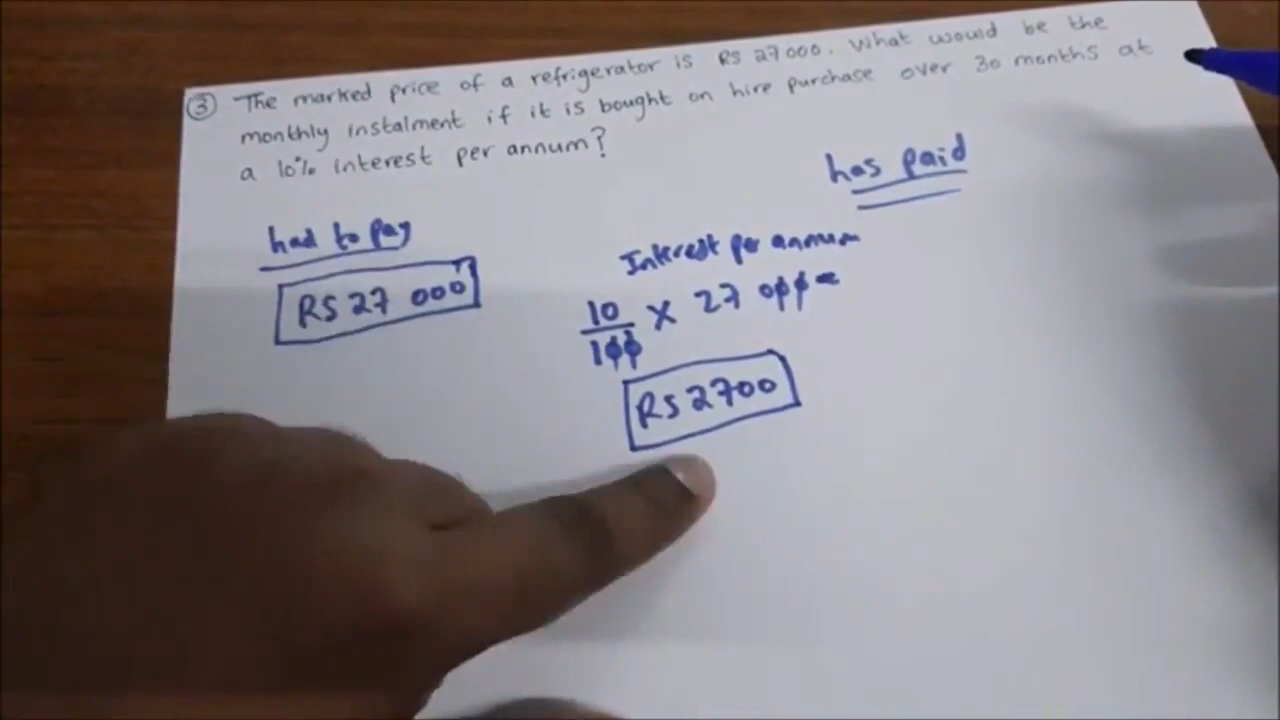 ③ The marked price of a refrigerator is RS 27000. What would be the
monthly instalment if it is bought on hire purchase over 30 months at
a 10% interest per annum?
has paid
had to pay
RS 27 000
Interest per annum
10/100 X 27 000
RS 2700